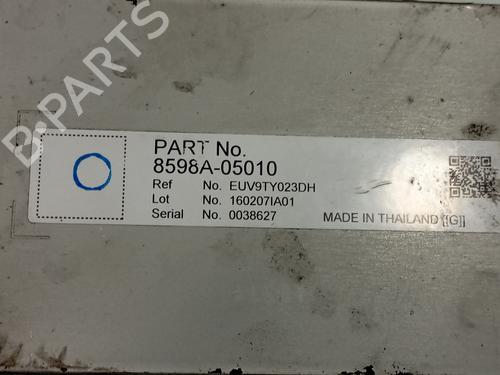 B-PARTS
PART No.
8598A-05010
Ref No. EUV9TY023DH
Lot No. 160207IA01
Serial No. 0038627
MADE IN THAILAND [[G]]